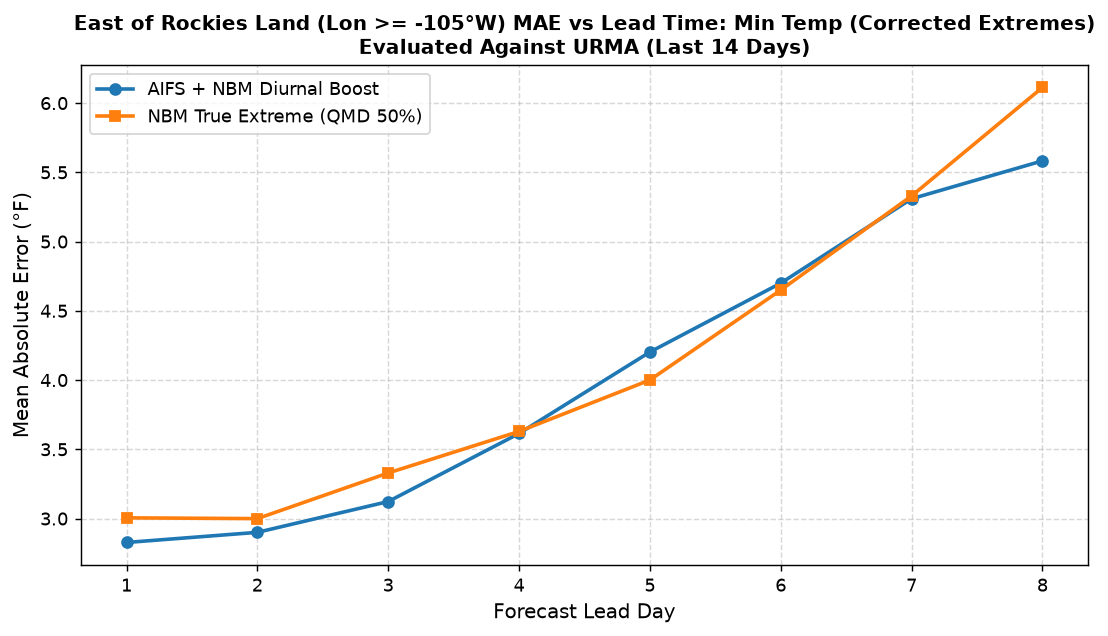 East of Rockies Land (Lon >= -105°W) MAE vs Lead Time: Min Temp (Corrected Extremes)
Evaluated Against URMA (Last 14 Days)
AIFS + NBM Diurnal Boost
NBM True Extreme (QMD 50%)
Mean Absolute Error (°F)
6.0
5.5
5.0
4.5
4.0
3.5
3.0
1 2 3 4 5 6 7 8
Forecast Lead Day